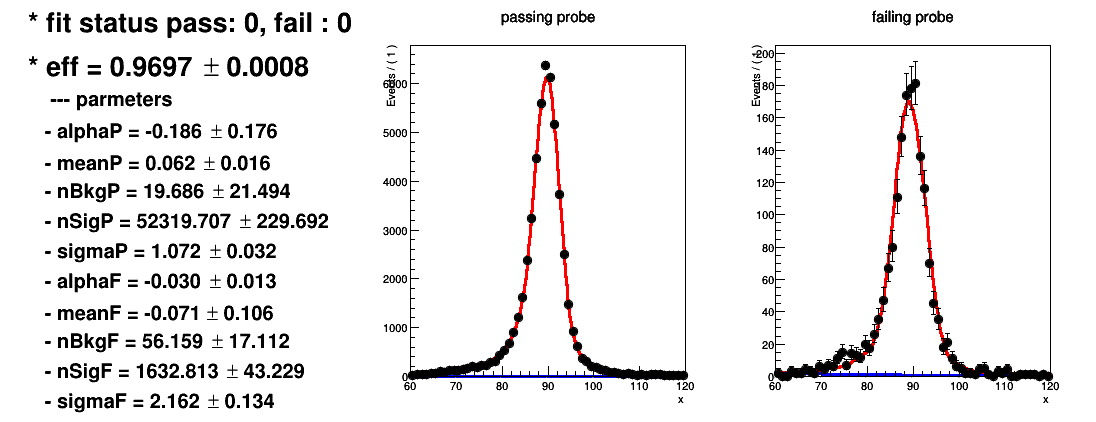 * fit status pass: 0, fail : 0
* eff = 0.9697 ± 0.0008
--- parmeters
- alphaP = -0.186 ± 0.176
- meanP = 0.062 ± 0.016
- nBkgP = 19.686 ± 21.494
- nSigP = 52319.707 ± 229.692
- sigmaP = 1.072 ± 0.032
- alphaF = -0.030 ± 0.013
- meanF = -0.071 ± 0.106
- nBkgF = 56.159 ± 17.112
- nSigF = 1632.813 ± 43.229
- sigmaF = 2.162 ± 0.134
passing probe
Events / ( 1 )
6000
5000
4000
3000
2000
1000
0
60 70 80 90 100 110 120
x
failing probe
Events / ( 1 )
200
180
160
140
120
100
80
60
40
20
0
60 70 80 90 100 110 120
x